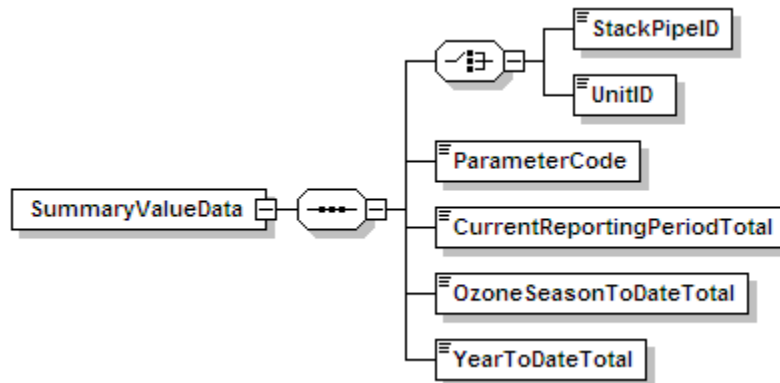 StackPipeID
UnitID
ParameterCode
SummaryValueData
CurrentReportingPeriodTotal
OzoneSeasonToDateTotal
YearToDateTotal